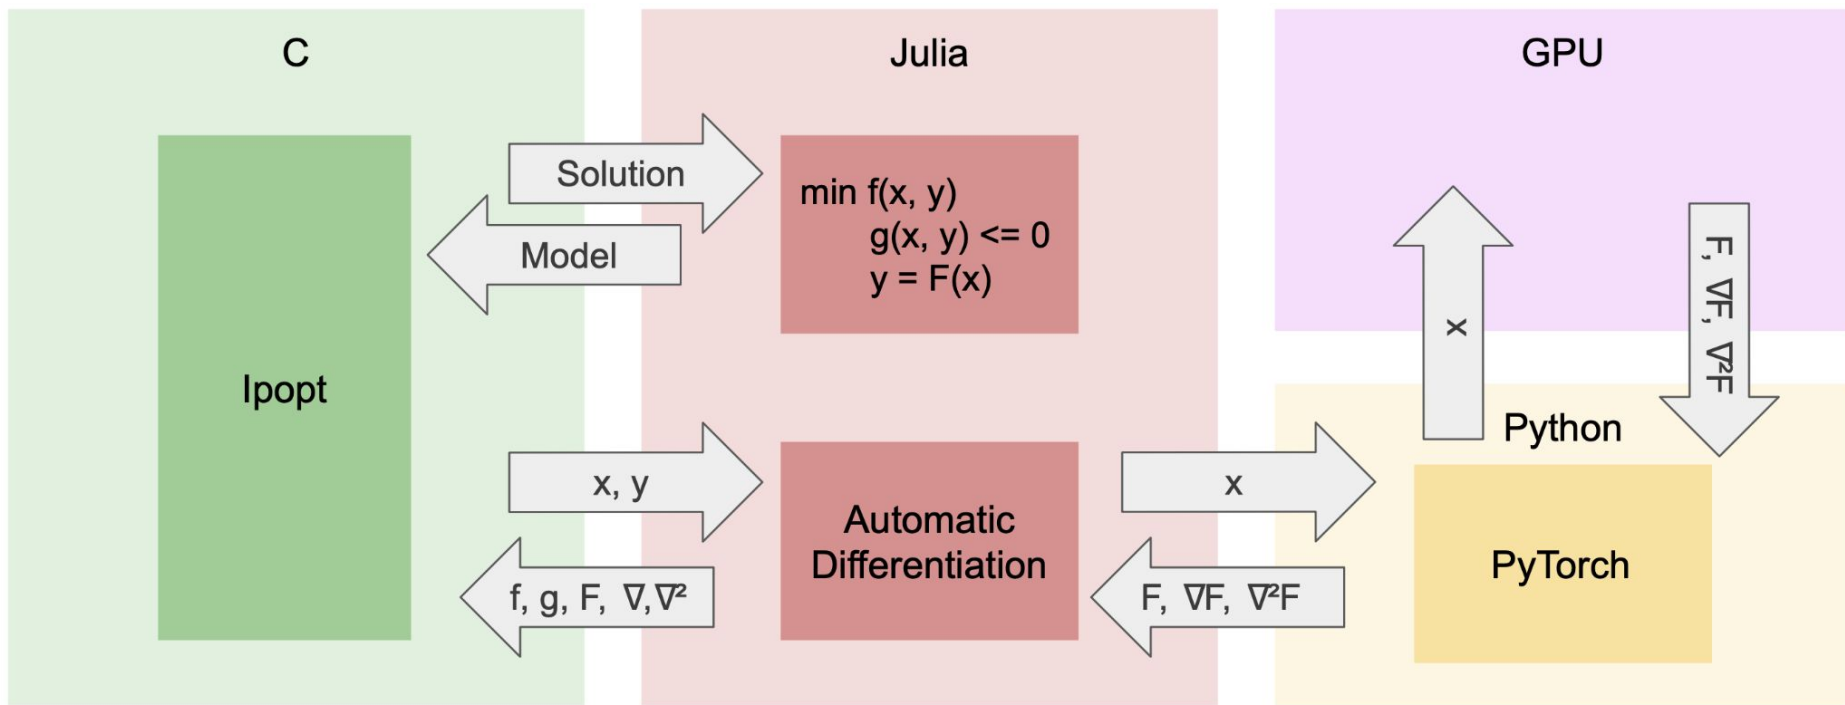 C
Julia
GPU
Solution
Model
min f(x, y)
g(x, y) <= 0
y = F(x)
Ipopt
x
F, ∇F, ∇²F
x, y
f, g, F, ∇,∇²
Automatic
Differentiation
x
F, ∇F, ∇²F
Python
PyTorch